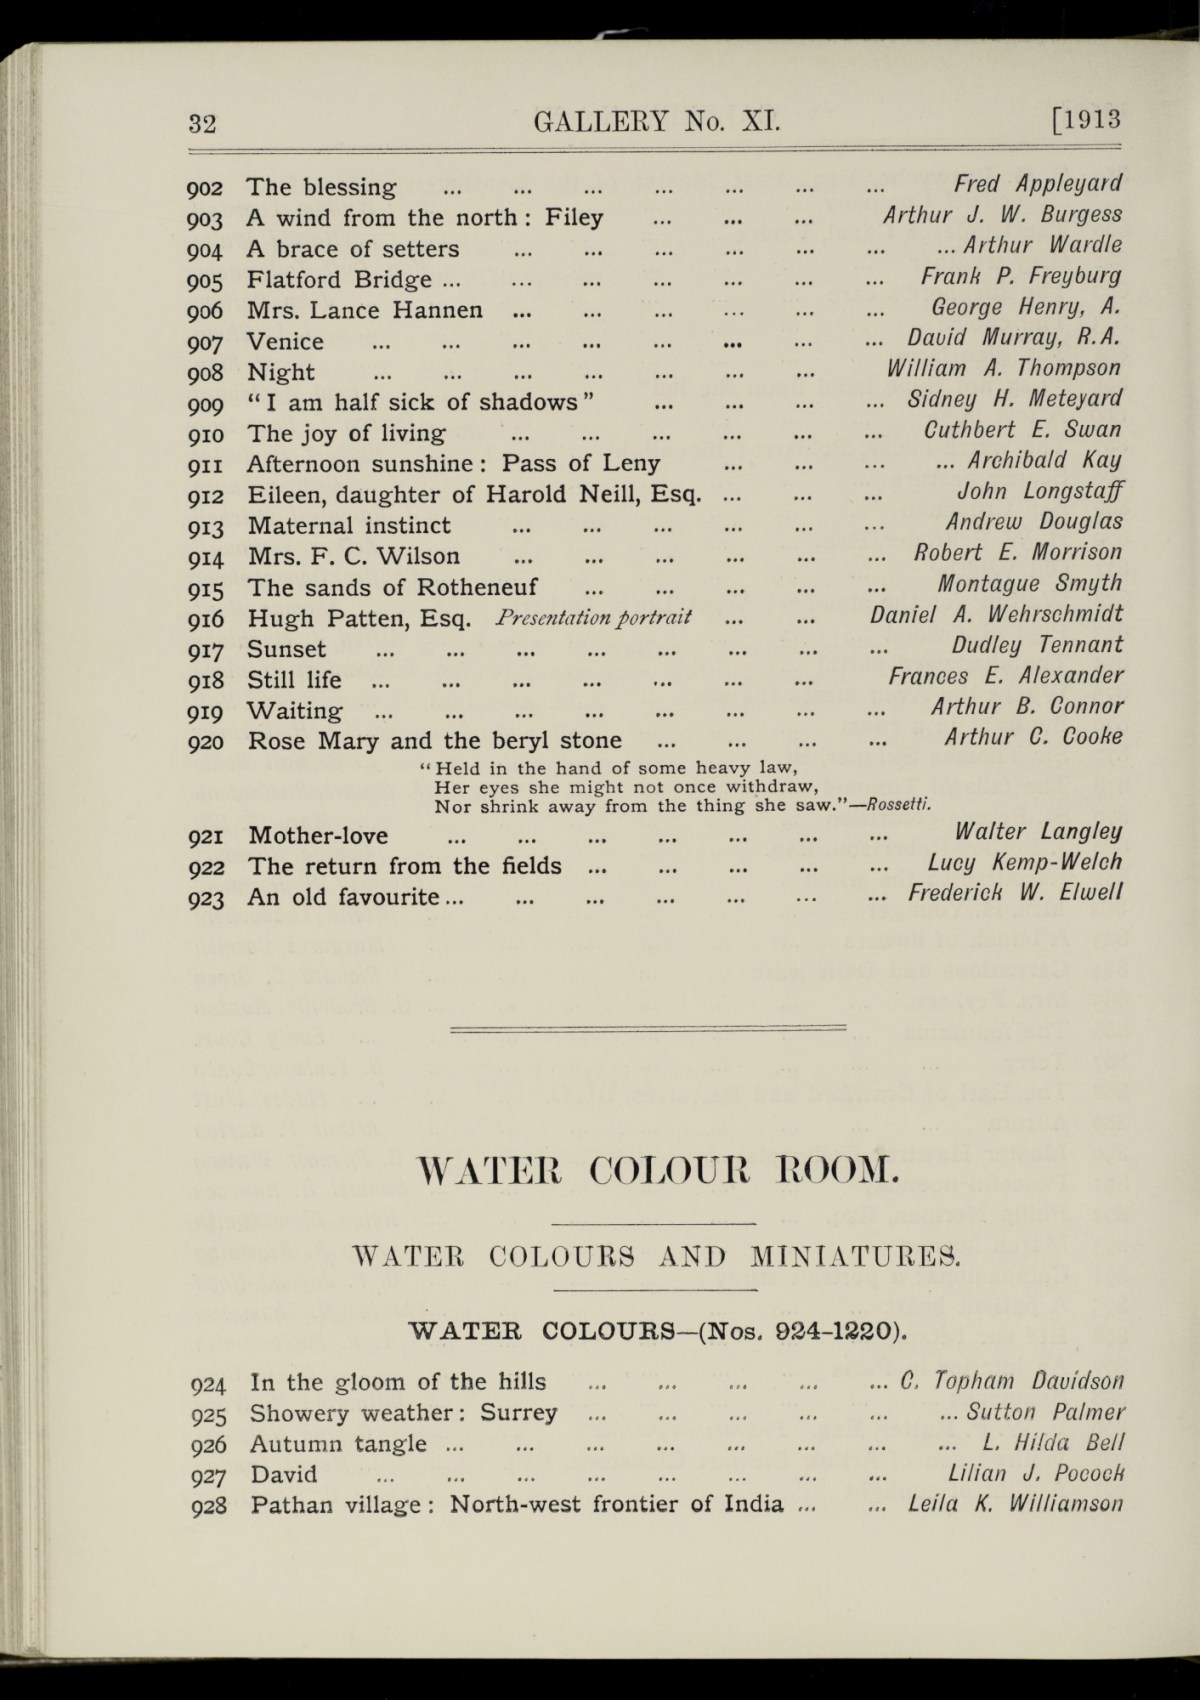 32 GALLERY No. XI. [1913
902 The blessing ... ... ... ... ... ... ... Fred Appleyard
903 A wind from the north : Filey ... ... ... Arthur J. W. Burgess
904 A brace of setters ... ... ... ... ... ... ... Arthur Wardle
905 Flatford Bridge ... ... ... ... ... ... ... Frank P. Freyburg
906 Mrs. Lance Hannen ... ... ... ... ... ... George Henry, A.
907 Venice ... ... ... ... ... ... ... ... David Murray, R.A.
908 Night ... ... ... ... ... ... ... William A. Thompson
909 “I am half sick of shadows” ... ... ... ... Sidney H. Meteyard
910 The joy of living ... ... ... ... ... ... Cuthbert E. Swan
911 Afternoon sunshine : Pass of Leny ... ... ... ... Archibald Kay
912 Eileen, daughter of Harold Neill, Esq. ... ... ... John Longstaff
913 Maternal instinct ... ... ... ... ... ... Andrew Douglas
914 Mrs. F. C. Wilson ... ... ... ... ... ... Robert E. Morrison
915 The sands of Rotheneuf ... ... ... ... ... Montague Smyth
916 Hugh Patten, Esq. Presentation portrait ... ... Daniel A. Wehrschmidt
917 Sunset ... ... ... ... ... ... ... ... Dudley Tennant
918 Still life ... ... ... ... ... ... ... Frances E. Alexander
919 Waiting ... ... ... ... ... ... ... ... Arthur B. Connor
920 Rose Mary and the beryl stone ... ... ... ... Arthur C. Cooke
“Held in the hand of some heavy law,
Her eyes she might not once withdraw,
Nor shrink away from the thing she saw.”—Rossetti.
921 Mother-love ... ... ... ... ... ... ... Walter Langley
922 The return from the fields ... ... ... ... ... Lucy Kemp-Welch
923 An old favourite ... ... ... ... ... ... ... Frederick W. Elwell
WATER COLOUR ROOM.
WATER COLOURS AND MINIATURES.
WATER COLOURS—(Nos. 924-1220).
924 In the gloom of the hills ... ... ... ... ... C. Topham Davidson
925 Showery weather : Surrey ... ... ... ... ... ... Sutton Palmer
926 Autumn tangle ... ... ... ... ... ... ... ... L. Hilda Bell
927 David ... ... ... ... ... ... ... ... Lilian J. Pocock
928 Pathan village : North-west frontier of India ... ... Leila K. Williamson